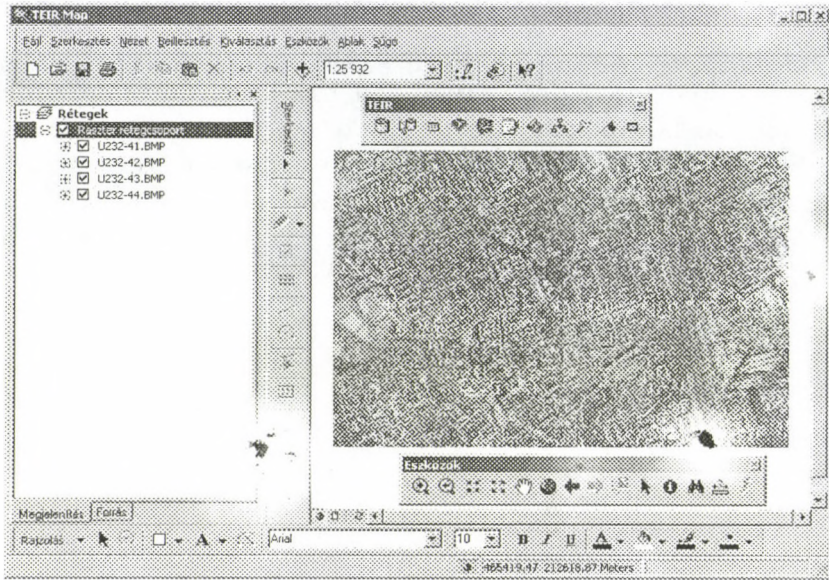 TEIR Map
Fájl Szerkesztés Nézet Beillesztés Kiválasztás Eszközök Ablak Súgó
1:25 932
TEIR
Rétegek
Raszter rétegcsoport
U232-41.BMP
U232-42.BMP
U232-43.BMP
U232-44.BMP
Szerkesztő
Eszközök
Megjelenítés Forrás
Rajzolás A Arial 10 B I U A
465419.47 212618.87 Meters